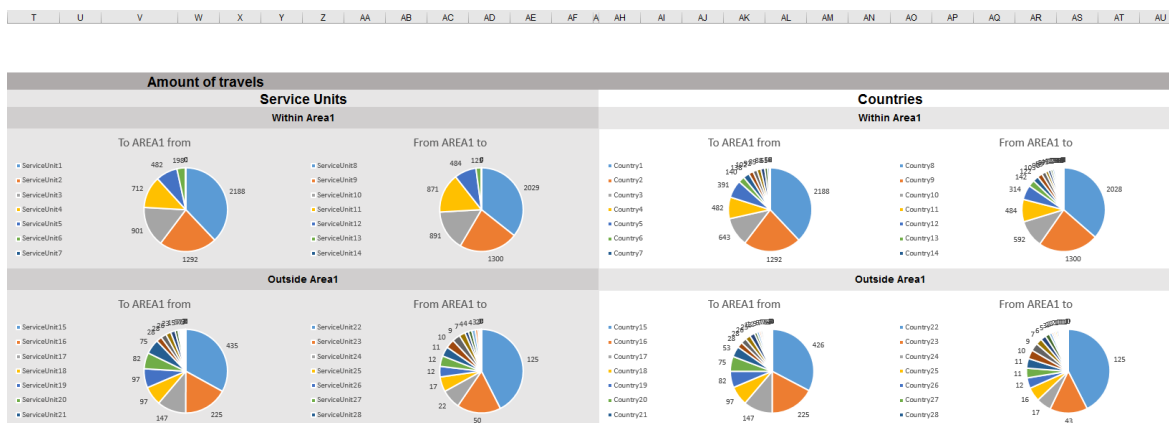 T U V W X Y Z AA AB AC AD AE AF A AH AI AJ AK AL AM AN AO AP AQ AR AS AT AU
Amount of travels
Service Units
Countries
Within Area1
Within Area1
To AREA1 from
ServiceUnit1
ServiceUnit2
ServiceUnit3
ServiceUnit4
ServiceUnit5
ServiceUnit6
ServiceUnit7
2188
1292
901
712
482
198
From AREA1 to
ServiceUnit8
ServiceUnit9
ServiceUnit10
ServiceUnit11
ServiceUnit12
ServiceUnit13
ServiceUnit14
2029
1300
891
871
484
Country1
Country2
Country3
Country4
Country5
Country6
Country7
2188
1292
643
482
391
140
Country8
Country9
Country10
Country11
Country12
Country13
Country14
2028
1300
592
484
314
142
Outside Area1
Outside Area1
To AREA1 from
ServiceUnit15
ServiceUnit16
ServiceUnit17
ServiceUnit18
ServiceUnit19
ServiceUnit20
ServiceUnit21
435
225
147
97
97
82
75
28
From AREA1 to
ServiceUnit22
ServiceUnit23
ServiceUnit24
ServiceUnit25
ServiceUnit26
ServiceUnit27
ServiceUnit28
125
50
22
17
12
12
11
10
9
To AREA1 from
Country15
Country16
Country17
Country18
Country19
Country20
Country21
426
225
147
97
82
75
53
28
From AREA1 to
Country22
Country23
Country24
Country25
Country26
Country27
Country28
125
43
17
16
12
11
11
10
9